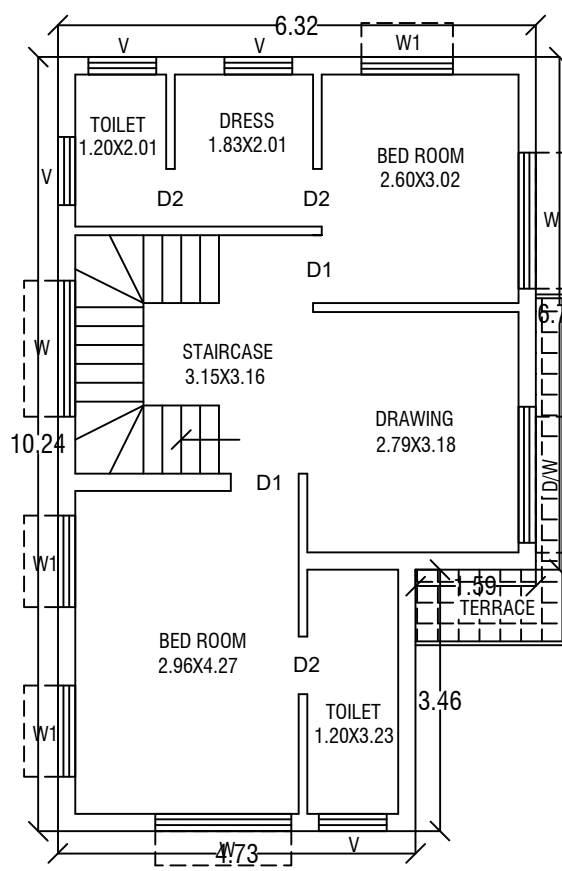 6.32
V
V
W1
TOILET
1.20X2.01
DRESS
1.83X2.01
BED ROOM
2.60X3.02
V
D2
D2
W
D1
6.7
W
STAIRCASE
3.15X3.16
DRAWING
2.79X3.18
10.24
D/W
D1
W1
1.59
TERRACE
BED ROOM
2.96X4.27
D2
TOILET
1.20X3.23
3.46
W1
W
4.73
V